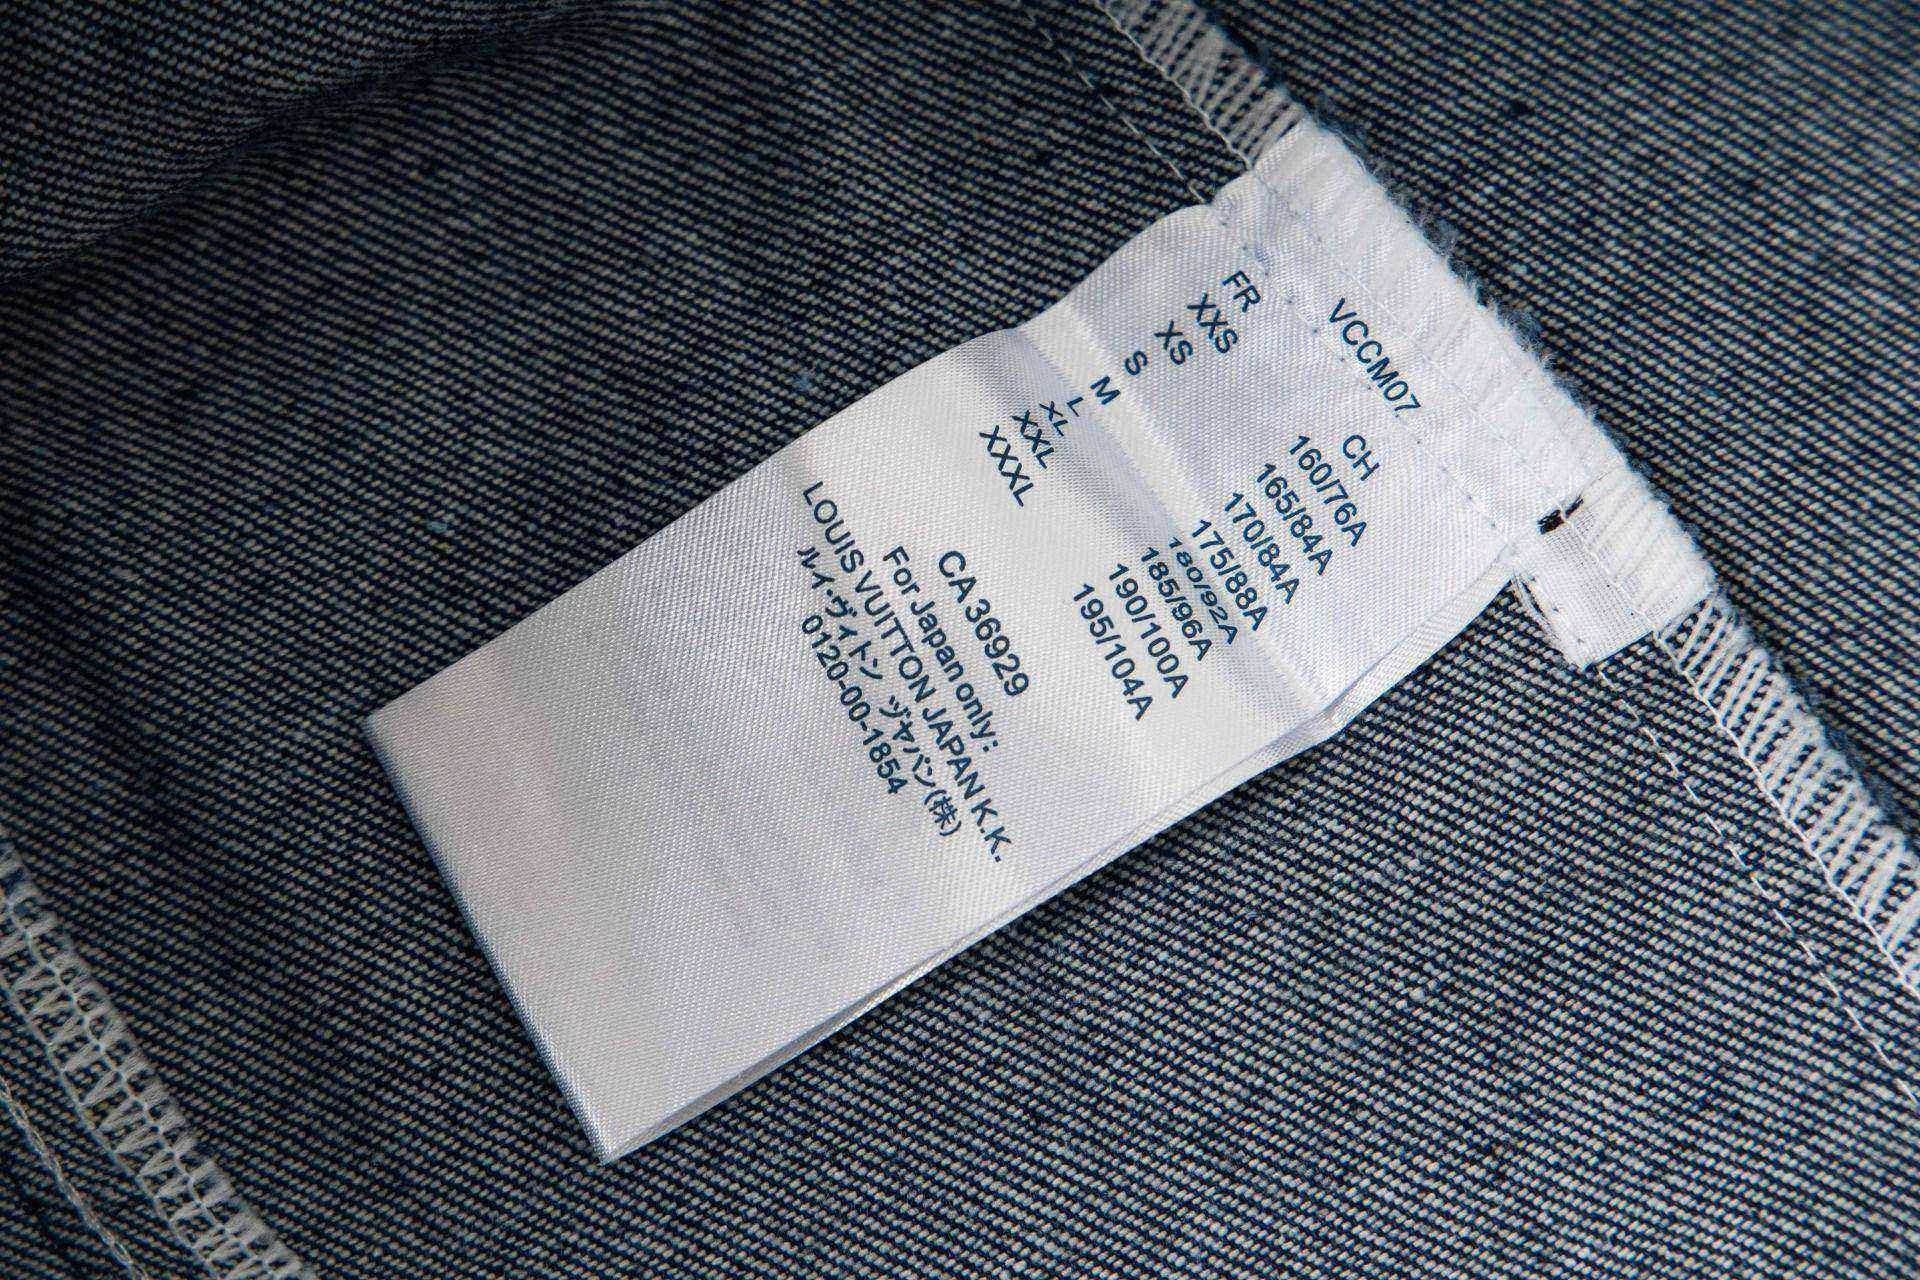 VCCM07
FR CH
XXS 160/76A
XS 165/84A
S 170/84A
M 175/88A
L 180/92A
XL 185/96A
XXL 190/100A
XXXL 195/104A
CA 36929
For Japan only:
LOUIS VUITTON JAPAN K.K.
ルイ・ヴィトン ヅヤパン(株)
0120-00-1854